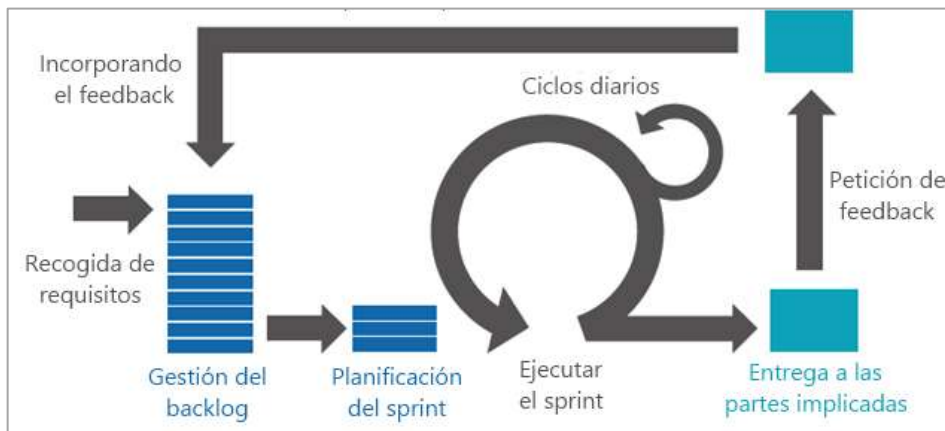 Incorporando
el feedback
Ciclos diarios
Petición de
feedback
Recogida de
requisitos
Gestión del
backlog
Planificación
del sprint
Ejecutar
el sprint
Entrega a las
partes implicadas